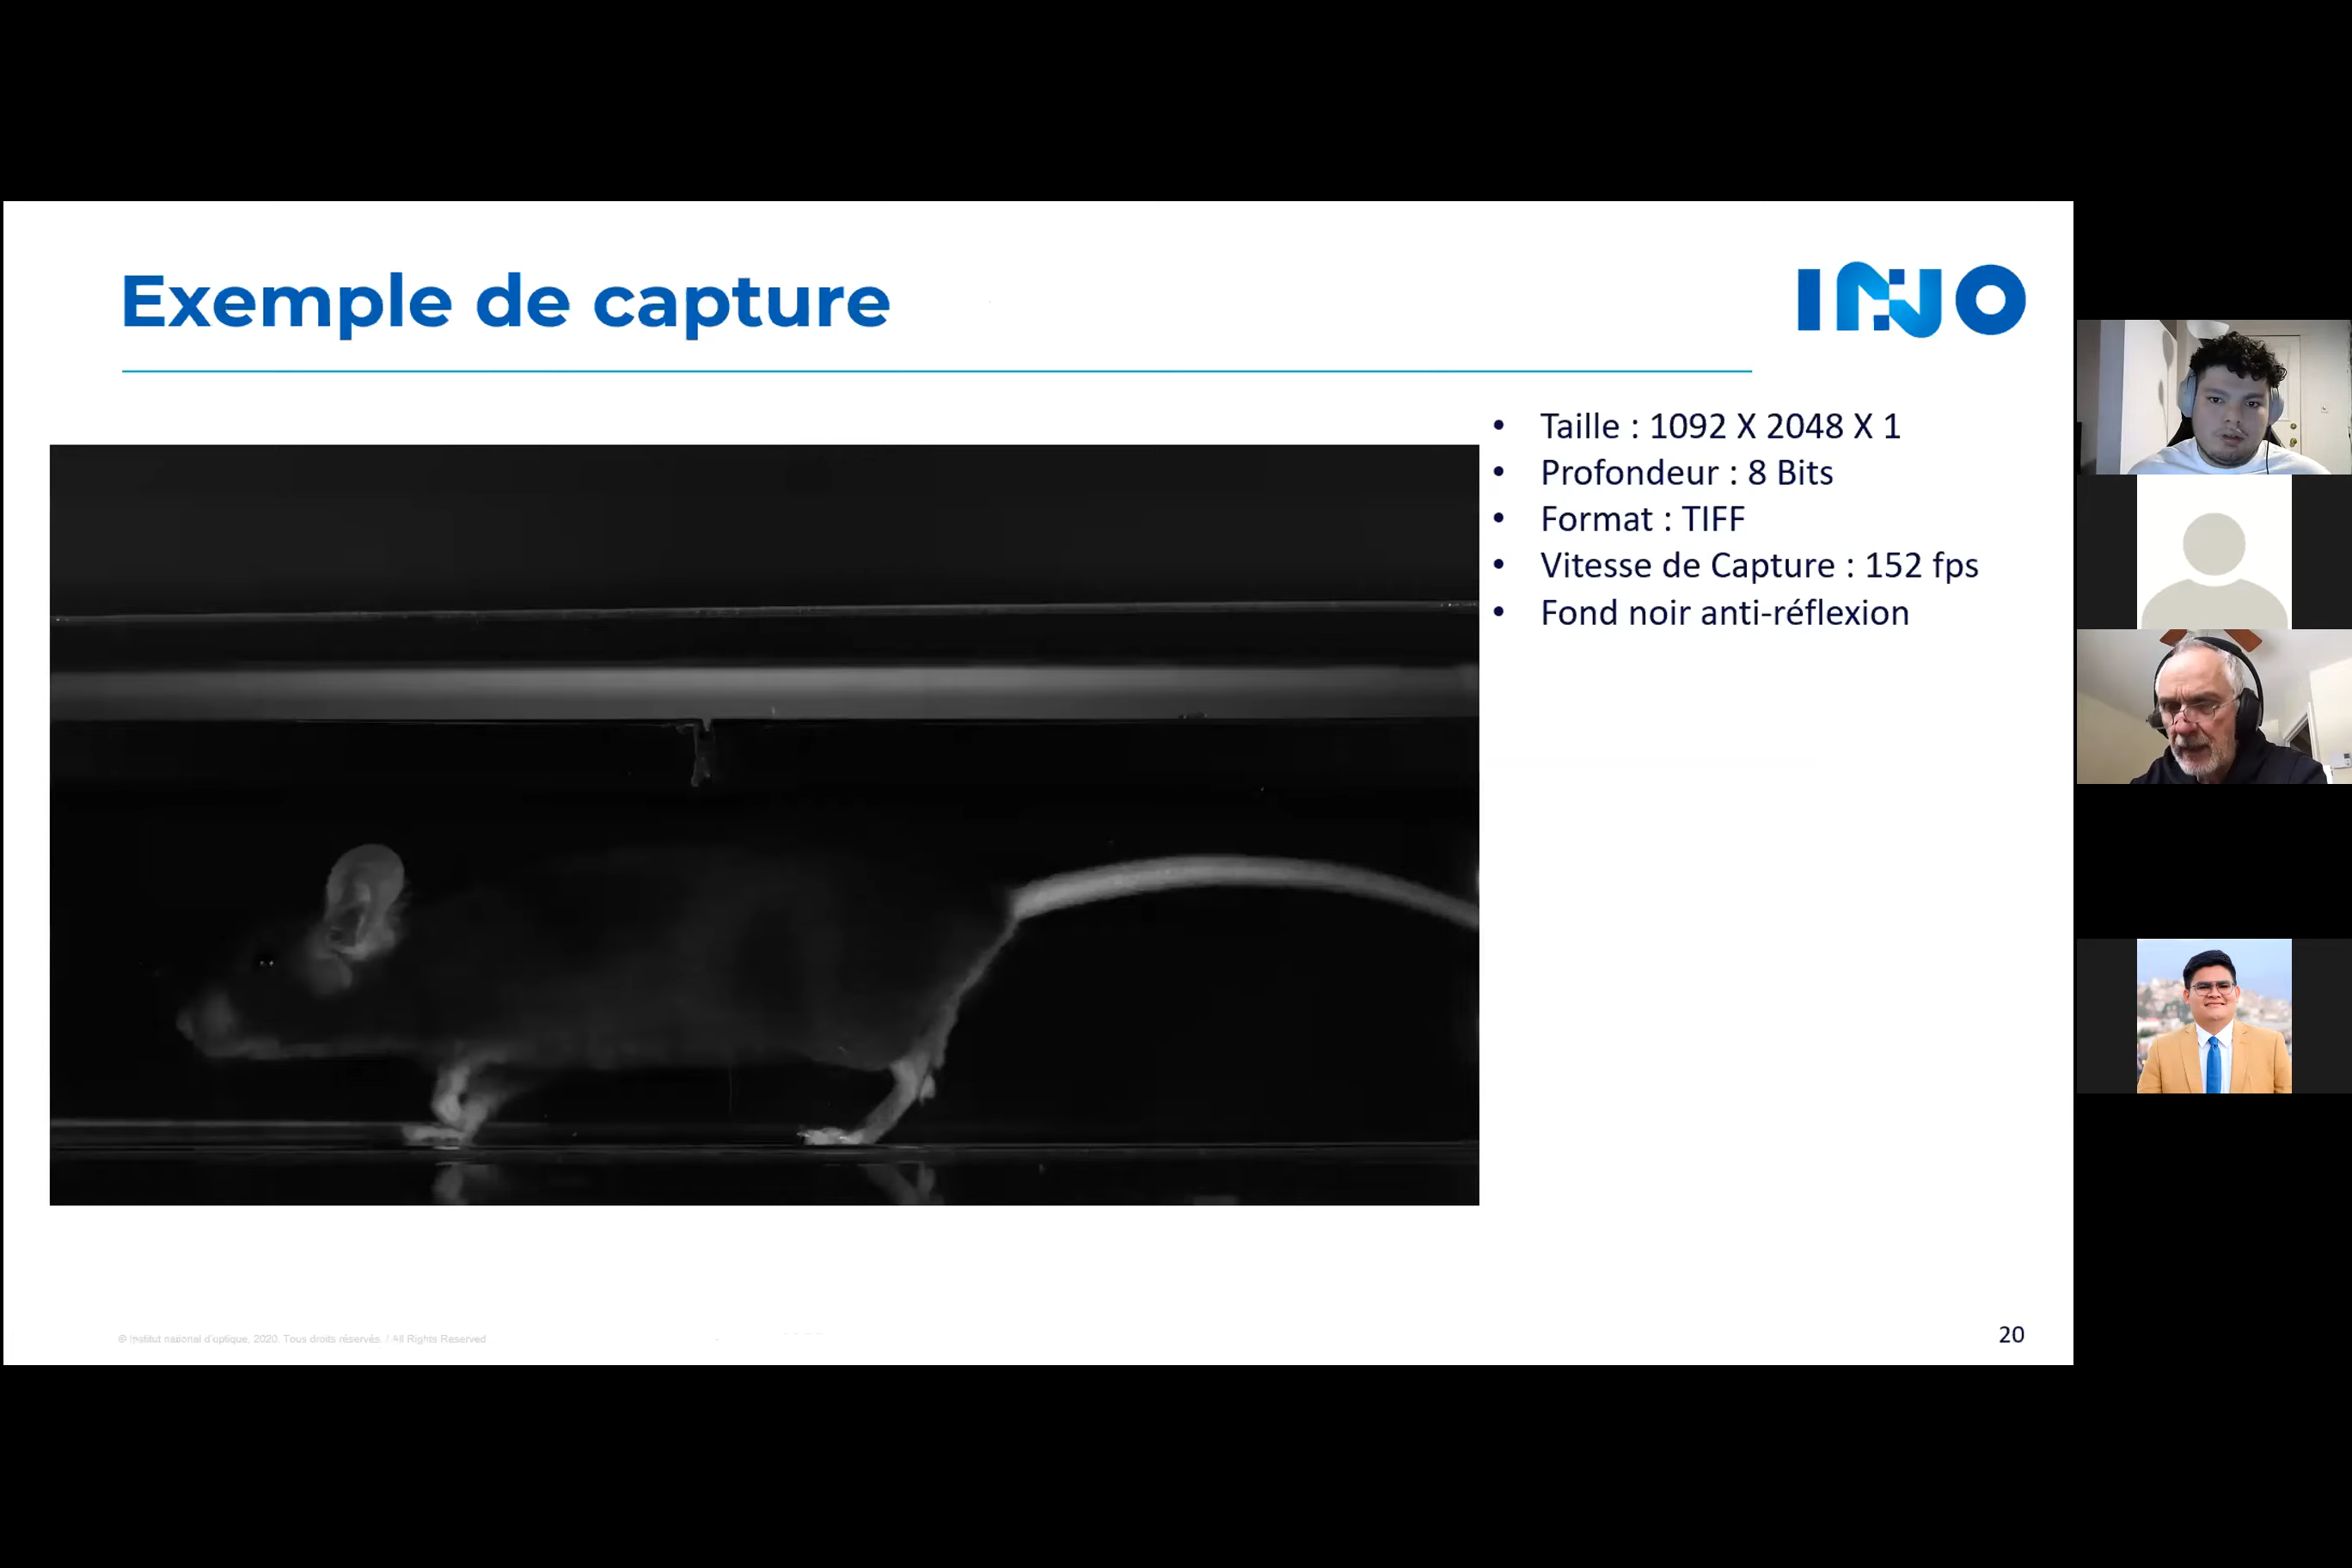 Exemple de capture
INO
• Taille : 1092 X 2048 X 1
• Profondeur : 8 Bits
• Format : TIFF
• Vitesse de Capture : 152 fps
• Fond noir anti-réflexion
© Institut national d'optique, 2020. Tous droits réservés. / All Rights Reserved
20